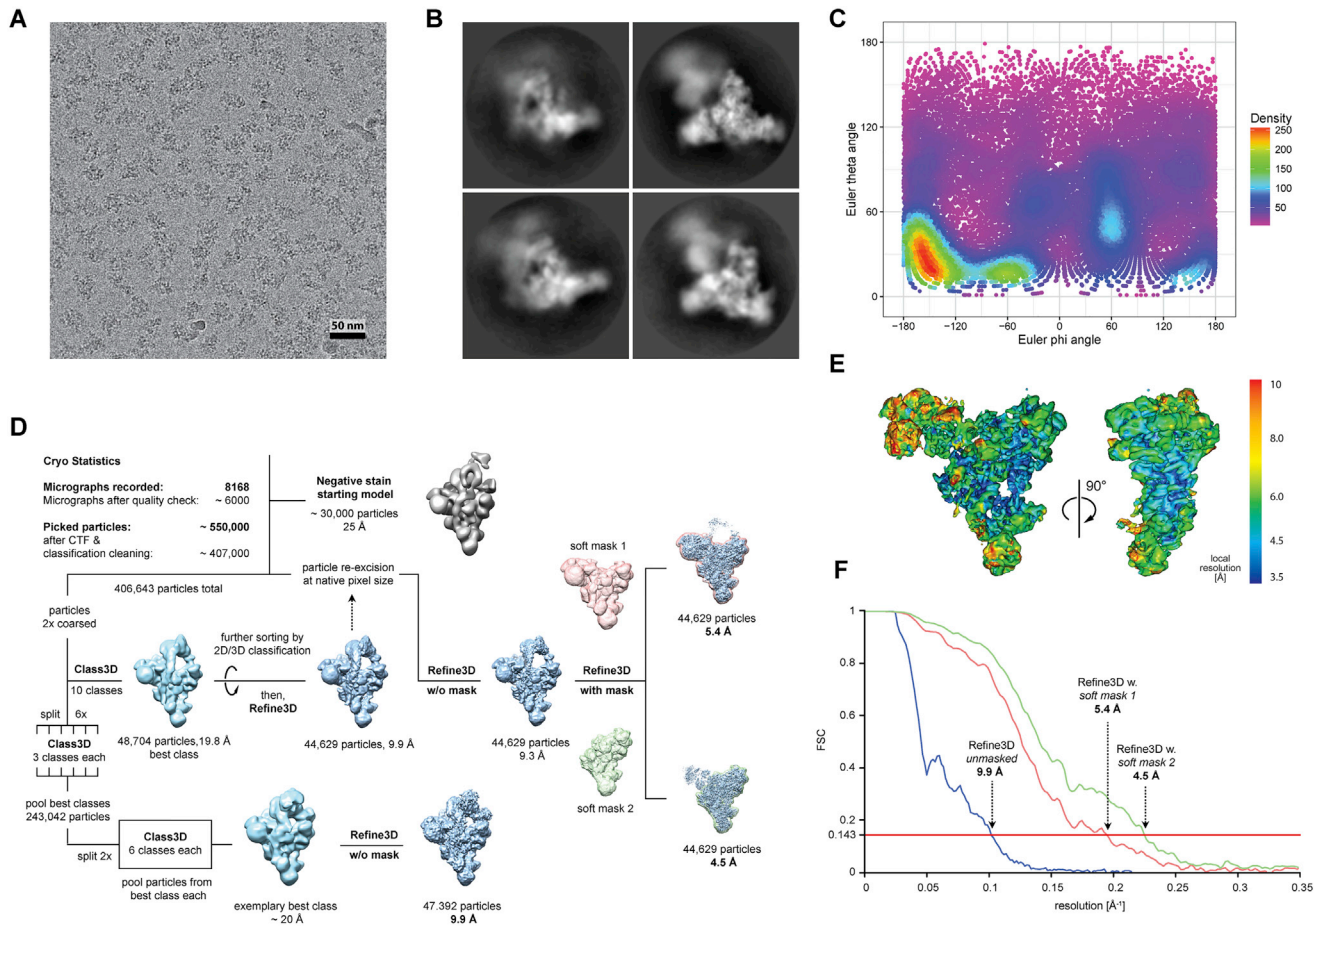 A
50 nm
B
C
180
120
60
0
Euler theta angle
−180
−120
−60
0
60
120
180
Euler phi angle
Density
250
200
150
100
50
D
Cryo Statistics
Micrographs recorded: 8168
Micrographs after quality check: ~ 6000
Picked particles: ~ 550,000
after CTF &
classification cleaning: ~ 407,000
Negative stain
starting model
~ 30,000 particles
25 Å
406,643 particles total
particle re-excision
at native pixel size
particles
2x coarsed
Class3D
10 classes
48,704 particles,19.8 Å
best class
further sorting by
2D/3D classification
then,
Refine3D
44,629 particles, 9.9 Å
Refine3D
w/o mask
44,629 particles
9.3 Å
Refine3D
with mask
soft mask 1
44,629 particles
5.4 Å
soft mask 2
44,629 particles
4.5 Å
split 6x
Class3D
3 classes each
pool best classes
243,042 particles
split 2x
Class3D
6 classes each
pool particles from
best class each
exemplary best class
~ 20 Å
Refine3D
w/o mask
47.392 particles
9.9 Å
E
90°
10
8.0
6.0
4.5
3.5
local
resolution
[Å]
F
1
0.8
0.6
0.4
0.2
0.143
0
FSC
0
0.05
0.1
0.15
0.2
0.25
0.3
0.35
resolution [Å-1]
Refine3D
unmasked
9.9 Å
Refine3D w.
soft mask 1
5.4 Å
Refine3D w.
soft mask 2
4.5 Å